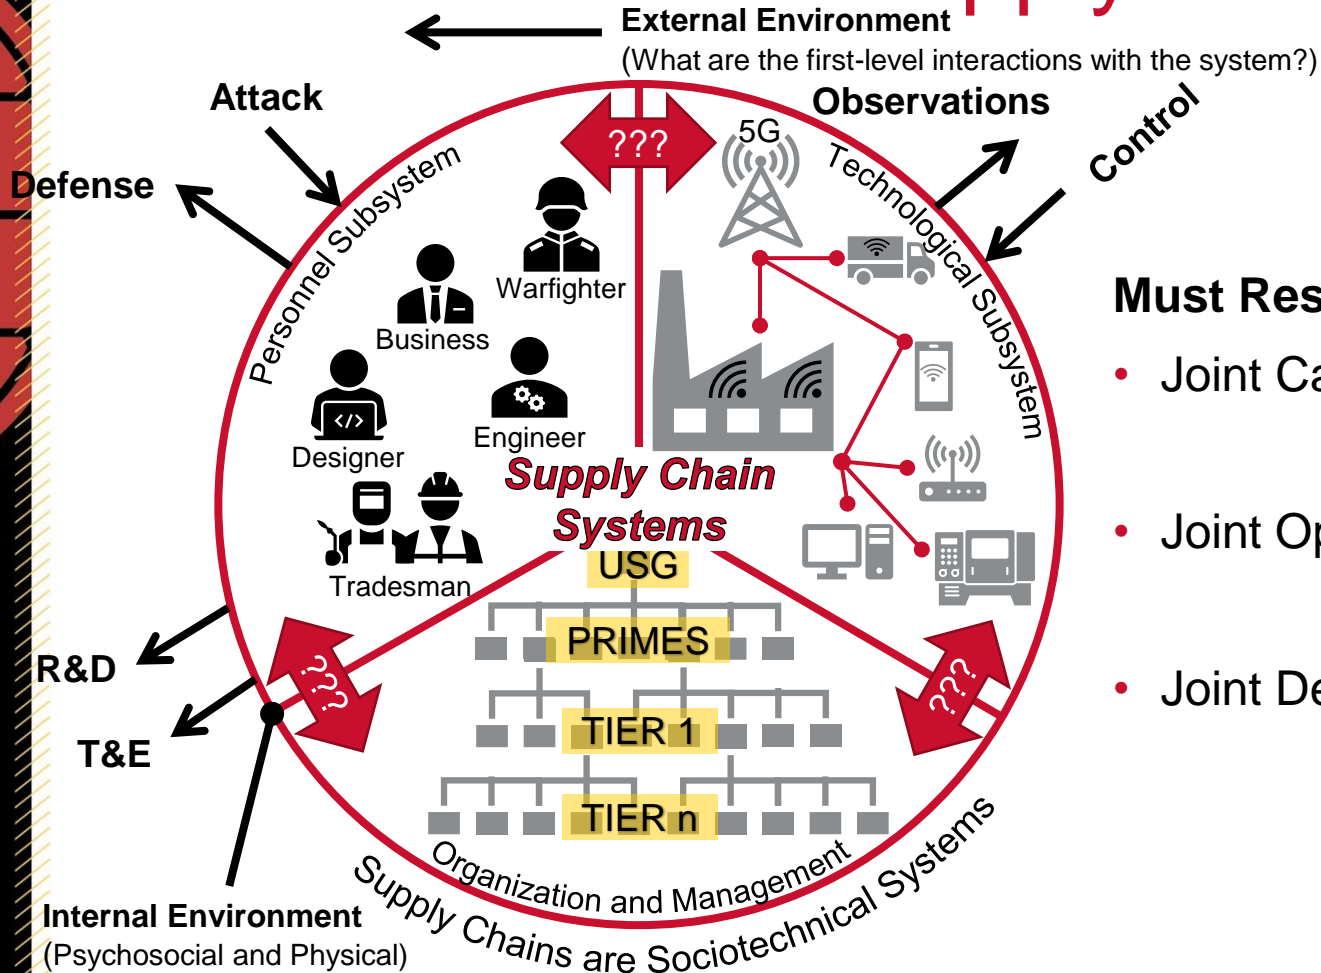 External Environment
(What are the first-level interactions with the system?)
Attack
Observations
Control
Defense
???
5G
Personnel Subsystem
Technological Subsystem
Warfighter
Business
Engineer
Designer
Tradesman
Supply Chain
Systems
USG
PRIMES
TIER 1
TIER n
???
???
R&D
T&E
Organization and Management
Supply Chains are Sociotechnical Systems
Internal Environment
(Psychosocial and Physical)
Must Res
• Joint Ca
• Joint Op
• Joint De